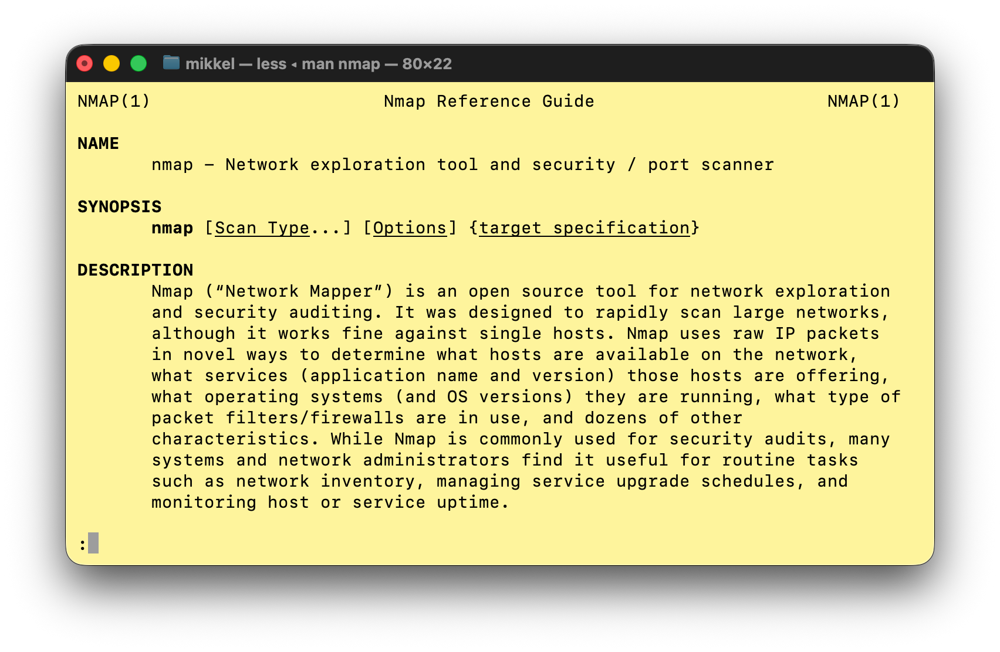 mikkel — less ◂ man nmap — 80×22
NMAP(1) Nmap Reference Guide NMAP(1)
NAME
nmap – Network exploration tool and security / port scanner
SYNOPSIS
nmap [Scan Type...] [Options] {target specification}
DESCRIPTION
Nmap (“Network Mapper”) is an open source tool for network exploration
and security auditing. It was designed to rapidly scan large networks,
although it works fine against single hosts. Nmap uses raw IP packets
in novel ways to determine what hosts are available on the network,
what services (application name and version) those hosts are offering,
what operating systems (and OS versions) they are running, what type of
packet filters/firewalls are in use, and dozens of other
characteristics. While Nmap is commonly used for security audits, many
systems and network administrators find it useful for routine tasks
such as network inventory, managing service upgrade schedules, and
monitoring host or service uptime.
: